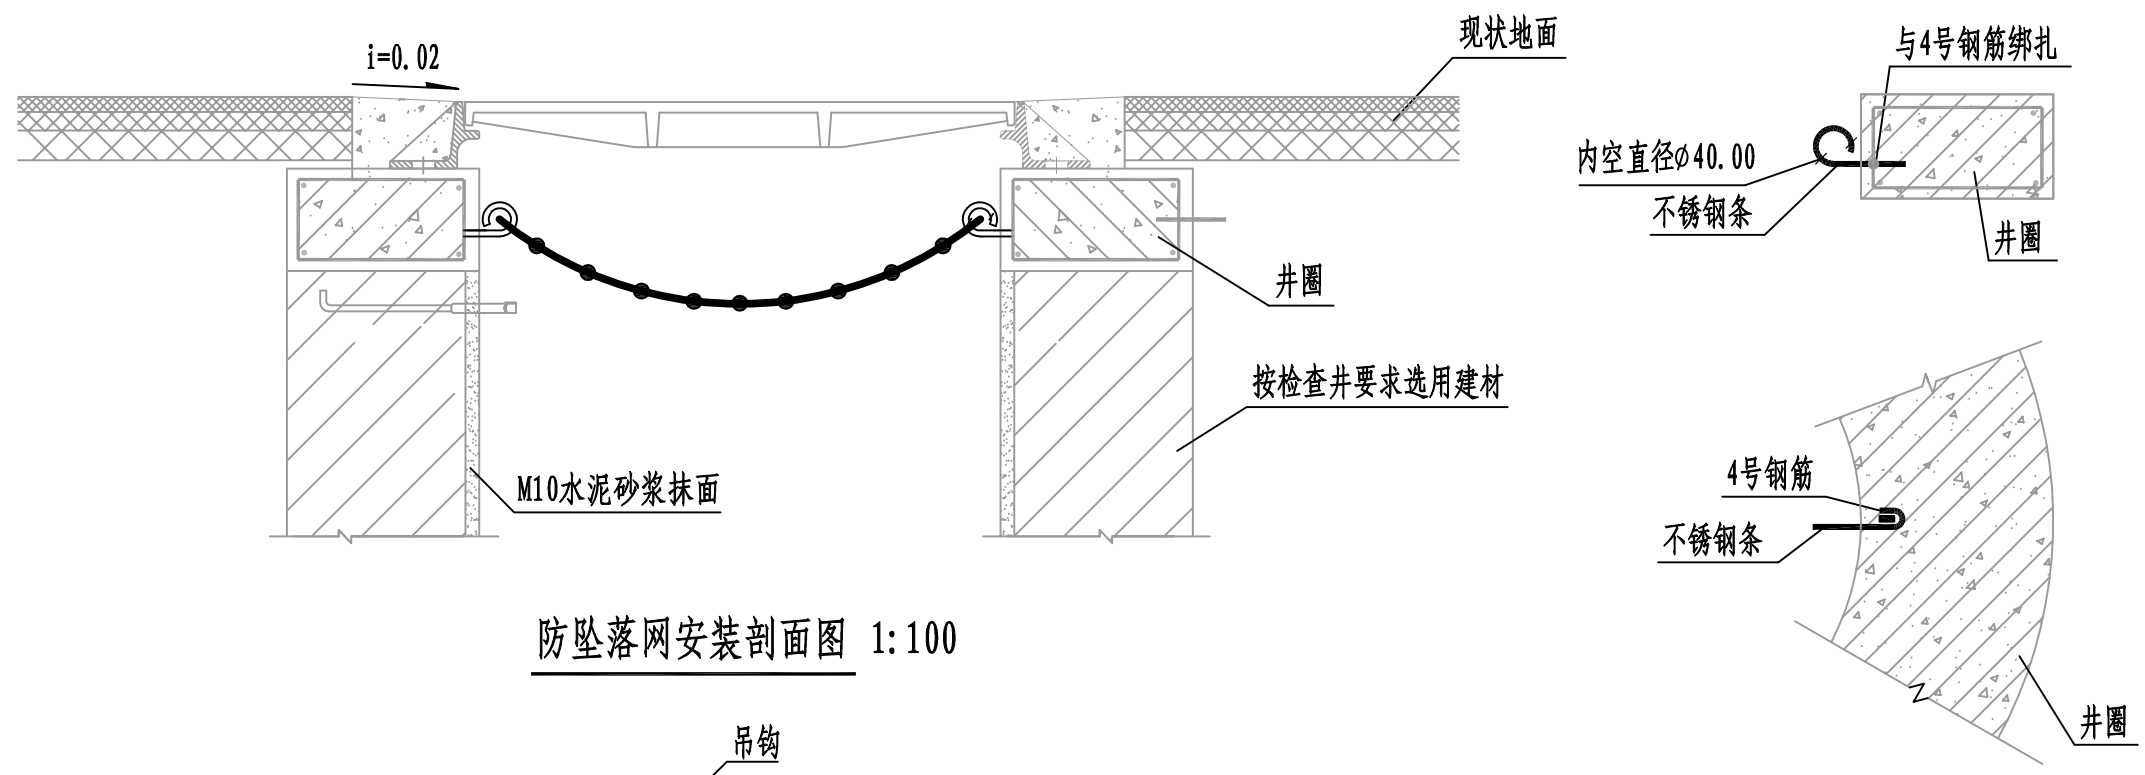 现状地面
i=0.02
与4号钢筋绑扎
内空直径Ø40.00
不锈钢条
井圈
井圈
按检查井要求选用建材
M10水泥砂浆抹面
4号钢筋
不锈钢条
防坠落网安装剖面图 1:100
井圈
吊钩